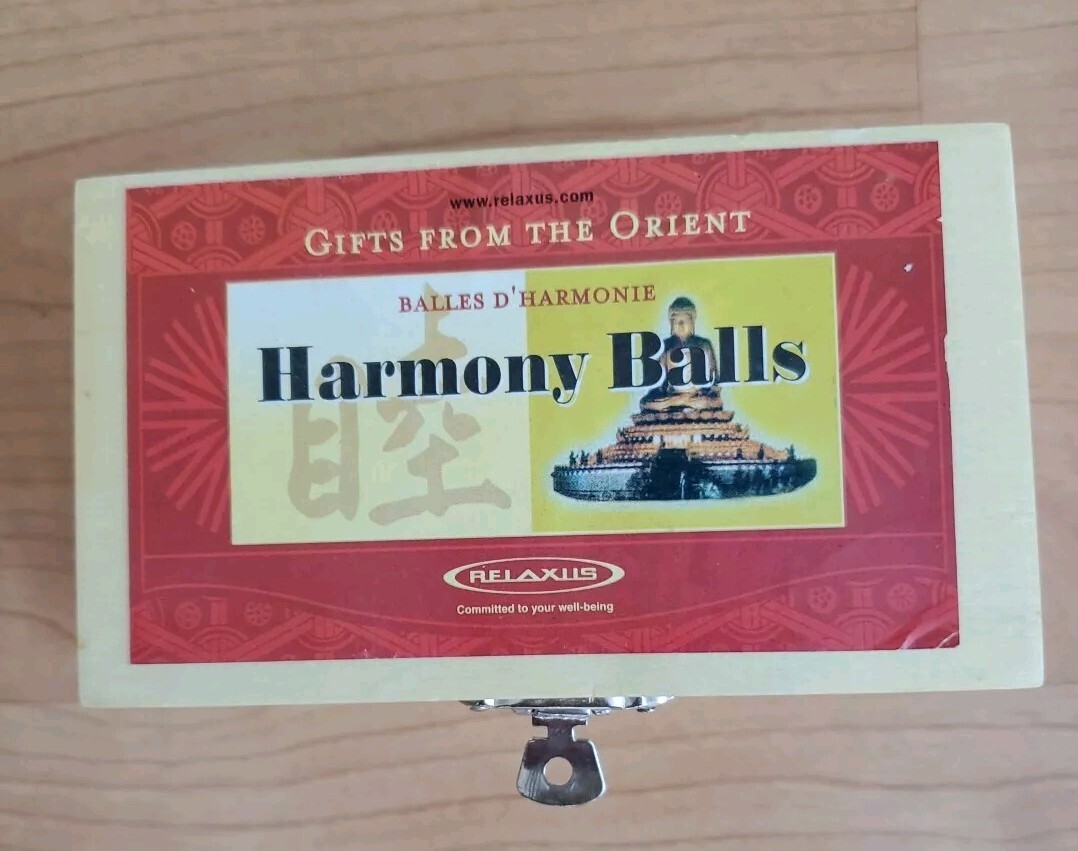 www.relaxus.com
GIFTS FROM THE ORIENT
BALLES D'HARMONIE
Harmony Balls
睦
RELAXUS
Committed to your well-being